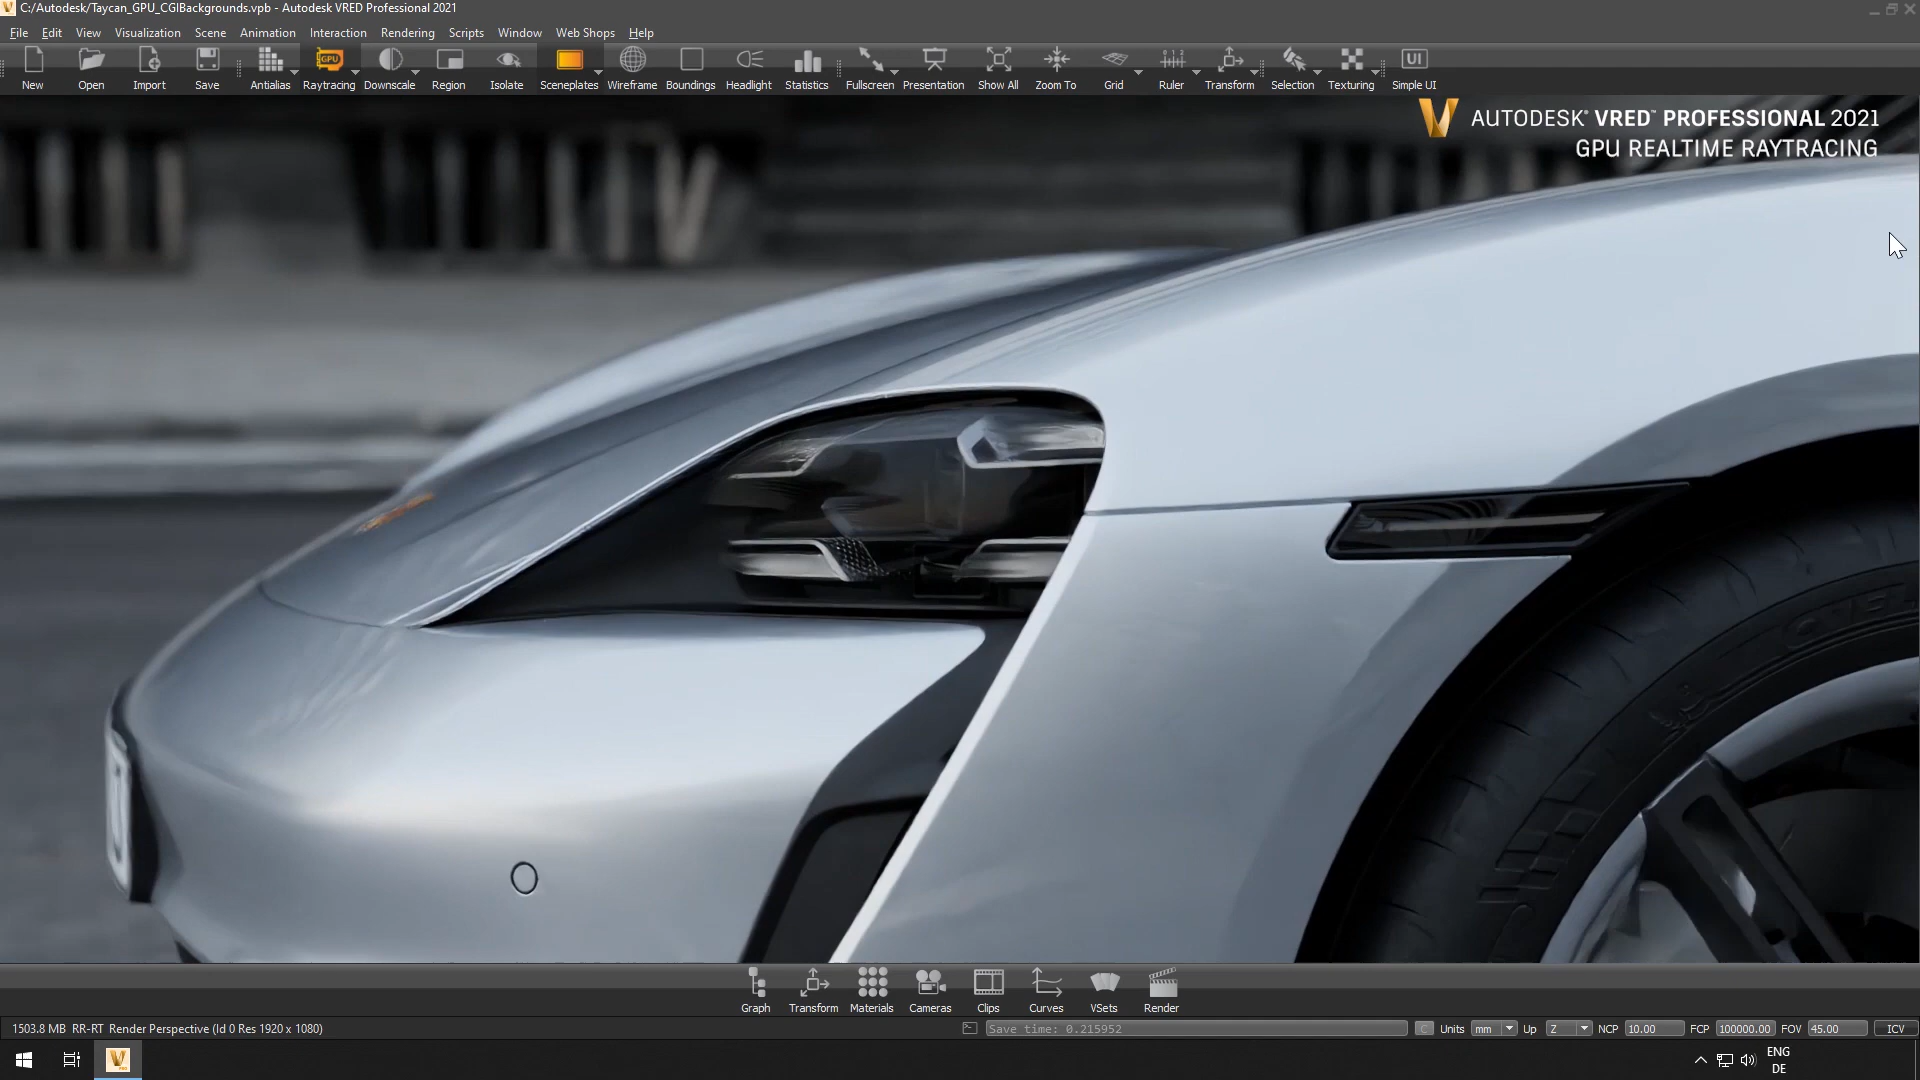 C:/Autodesk/Taycan_GPU_CGIBackgrounds.vpb - Autodesk VRED Professional 2021
File Edit View Visualization Scene Animation Interaction Rendering Scripts Window Web Shops Help
GPU UI
New Open Import Save Antialias Raytracing Downscale Region Isolate Sceneplates Wireframe Boundings Headlight Statistics Fullscreen Presentation Show All Zoom To Grid Ruler Transform Selection Texturing Simple UI
AUTODESK® VRED™ PROFESSIONAL 2021
GPU REALTIME RAYTRACING
Graph Transform Materials Cameras Clips Curves VSets Render
1503.8 MB RR-RT Render Perspective (Id 0 Res 1920 x 1080) Save time: 0.215952 C Units mm Up Z NCP 10.00 FCP 100000.00 FOV 45.00 ICV
ENG
DE